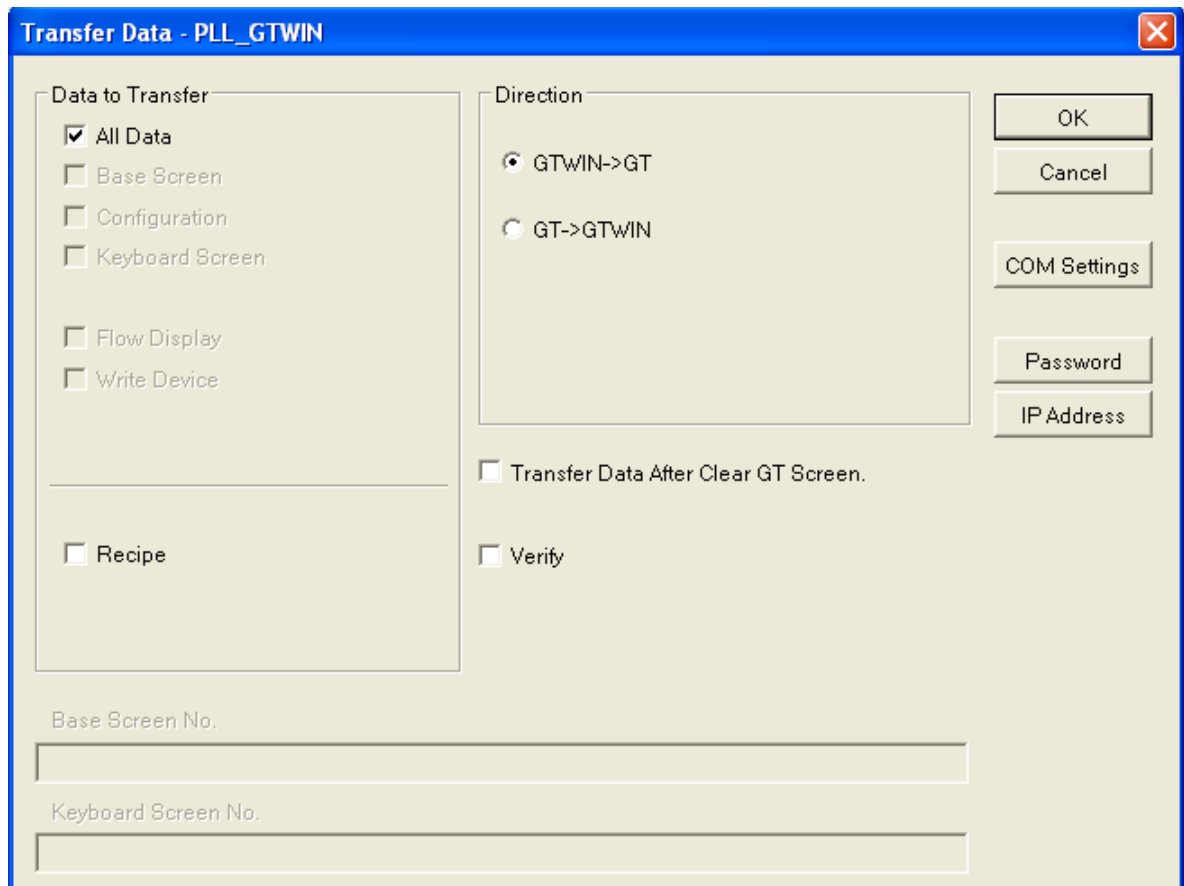 Transfer Data - PLL_GTWIN
Data to Transfer
All Data
Base Screen
Configuration
Keyboard Screen
Flow Display
Write Device
Recipe
Direction
GTWIN->GT
GT->GTWIN
Transfer Data After Clear GT Screen.
Verify
OK
Cancel
COM Settings
Password
IP Address
Base Screen No.
Keyboard Screen No.